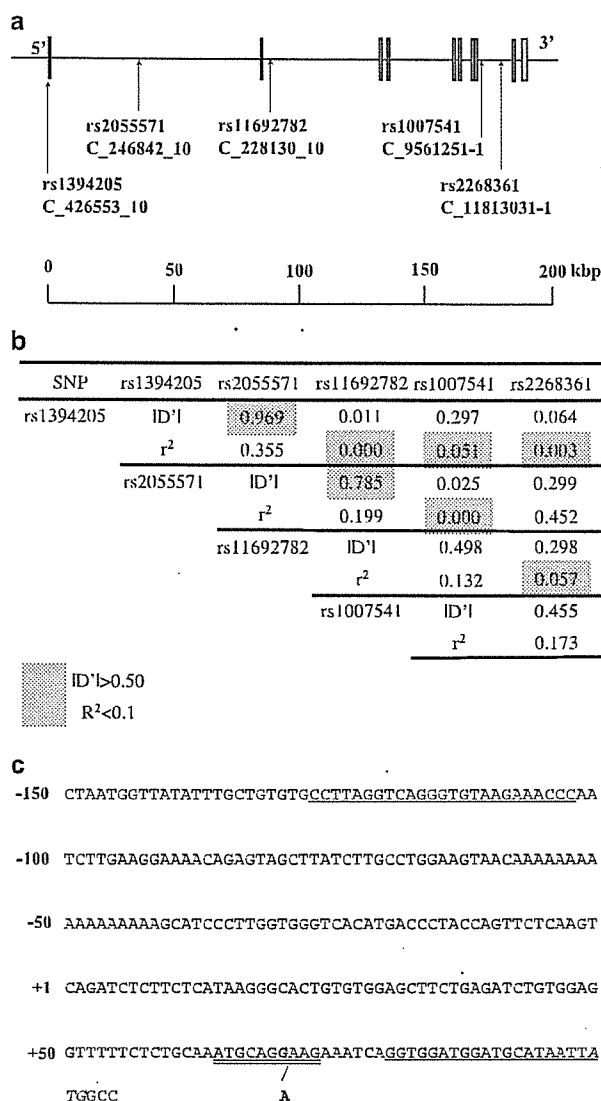 a
5' 3'
rs2055571 rs11692782 rs1007541
C_246842_10 C_228130_10 C_9561251-1
rs1394205 rs2268361
C_426553_10 C_11813031-1
0 50 100 150 200 kbp
b
SNP rs1394205 rs2055571 rs11692782 rs1007541 rs2268361
rs1394205 |D'| 0.969 0.011 0.297 0.064
r² 0.355 0.000 0.051 0.003
rs2055571 |D'| 0.785 0.025 0.299
r² 0.199 0.000 0.452
rs11692782 |D'| 0.498 0.298
r² 0.132 0.057
rs1007541 |D'| 0.455
r² 0.173
|D'|>0.50
R²<0.1
c
-150 CTAATGGTTATATTTGCTGTGTGCCTTAGGTCAGGGTGTAAGAAACCCAA
-100 TCTTGAAGGAAAACAGAGTAGCTTATCTTGCCTGGAAGTAACAAAAAAAA
-50 AAAAAAAAAGCATCCCTTGGTGGGTCACATGACCCTACCAGTTCTCAAGT
+1 CAGATCTCTTCTCATAAGGGCACTGTGTGGAGCTTCTGAGATCTGTGGAG
+50 GTTTTTCTCTGCAAATGCAGGAAGAAATCAGGTGGATGGATGCATAATTA
TGGCC A